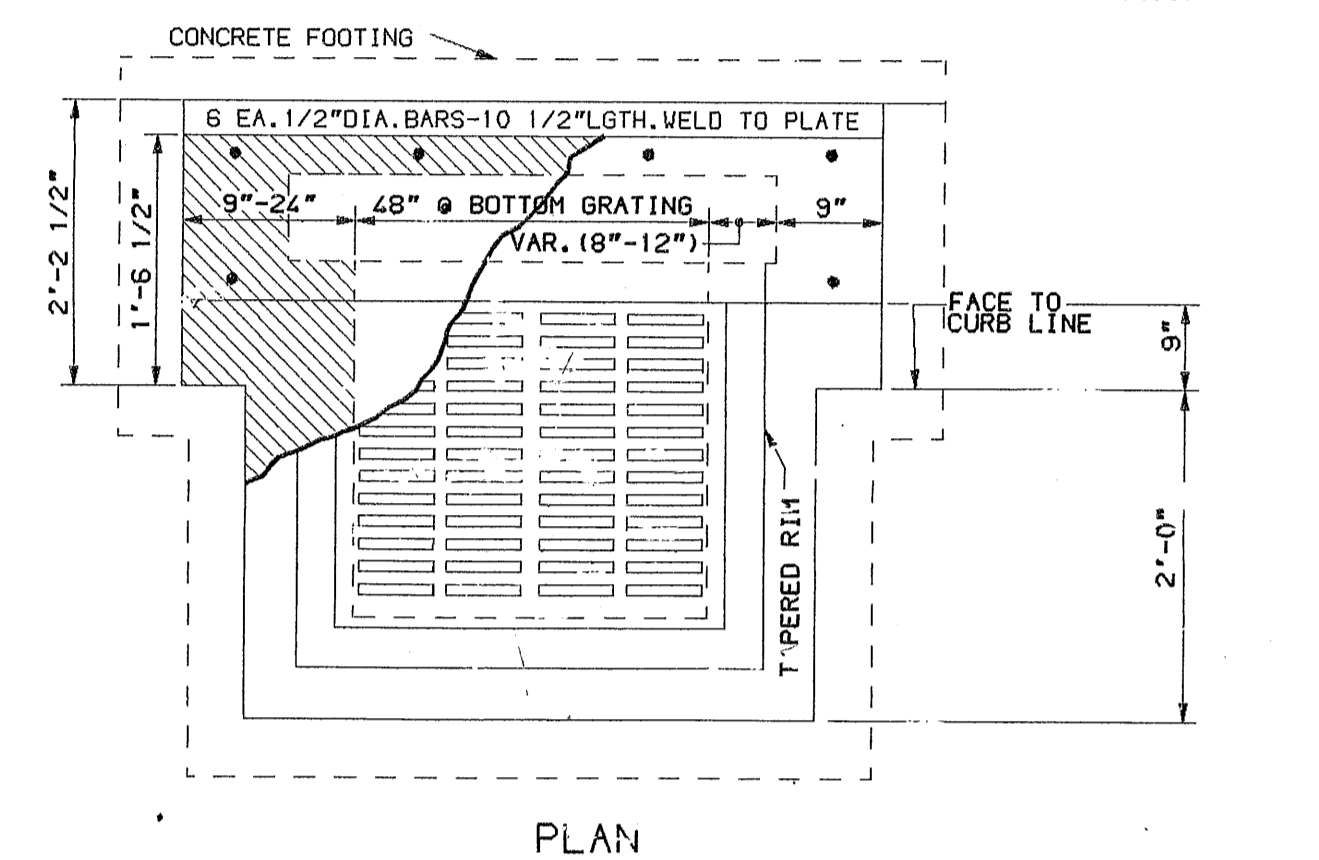 CONCRETE FOOTING
6 EA.1/2"DIA.BARS-10 1/2"LGTH.WELD TO PLATE
2'-2 1/2"
1'-6 1/2"
9"-24"
48" @ BOTTOM GRATING
9"
VAR.(8"-12")
FACE TO
CURB LINE
9"
2'-0"
TAPERED RIM
PLAN